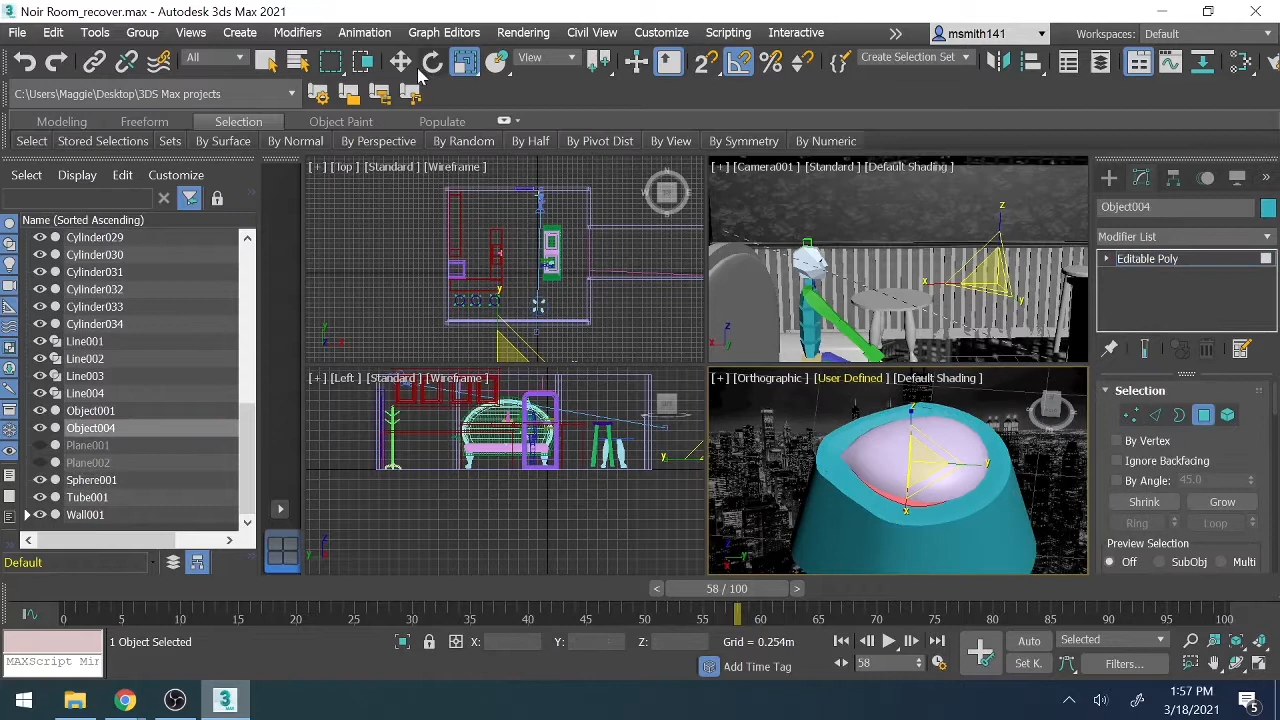 Noir Room_recover.max - Autodesk 3ds Max 2021
File Edit Tools Group Views Create Modifiers Animation Graph Editors Rendering Civil View Customize Scripting Interactive
msmith141
Workspaces: Default
All
View
Create Selection Set
C:\Users\Maggie\Desktop\3DS Max projects
Modeling Freeform Selection Object Paint Populate
Select Stored Selections Sets By Surface By Normal By Perspective By Random By Half By Pivot Dist By View By Symmetry By Numeric
Select Display Edit Customize
Name (Sorted Ascending)
Cylinder029
Cylinder030
Cylinder031
Cylinder032
Cylinder033
Cylinder034
Line001
Line002
Line003
Line004
Object001
Object004
Plane001
Plane002
Sphere001
Tube001
Wall001
Default
[+] [Top] [Standard] [Wireframe]
[+] [Camera001] [Standard] [Default Shading]
[+] [Left] [Standard] [Wireframe]
[+] [Orthographic] [User Defined] [Default Shading]
Object004
Modifier List
Editable Poly
Selection
By Vertex
Ignore Backfacing
By Angle: 45.0
Shrink Grow
Ring Loop
Preview Selection
Off SubObj Multi
< 58 / 100 >
0 5 10 15 20 25 30 35 40 45 50 55 60 65 70 75 80 85 90 95 100
MAXScript Mir
1 Object Selected
X: Y: Z: Grid = 0.254m
Add Time Tag
58
Auto Selected
Set K. Filters...
1:57 PM
3/18/2021
5